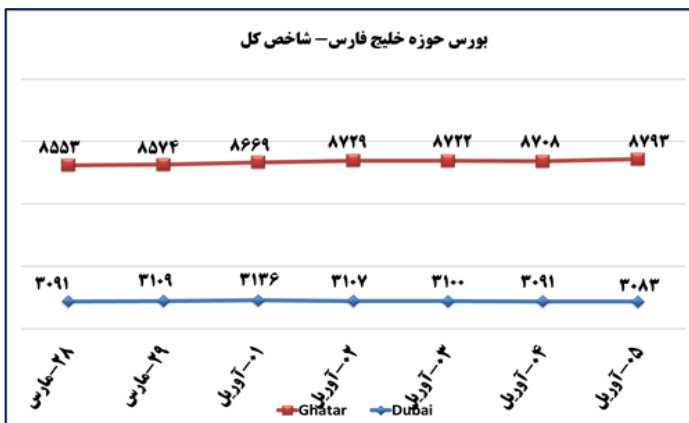 بورس حوزه خلیج فارس – شاخص کل
۸۵۵۳ ۸۵۷۴ ۸۶۶۹ ۸۷۲۹ ۸۷۲۲ ۸۷۰۸ ۸۷۹۳
۳۰۹۱ ۳۱۰۹ ۳۱۳۶ ۳۱۰۷ ۳۱۰۰ ۳۰۹۱ ۳۰۸۳
۲۸-مارس
۲۹-مارس
۰۱-آوریل
۰۲-آوریل
۰۳-آوریل
۰۴-آوریل
۰۵-آوریل
Ghatar Dubai